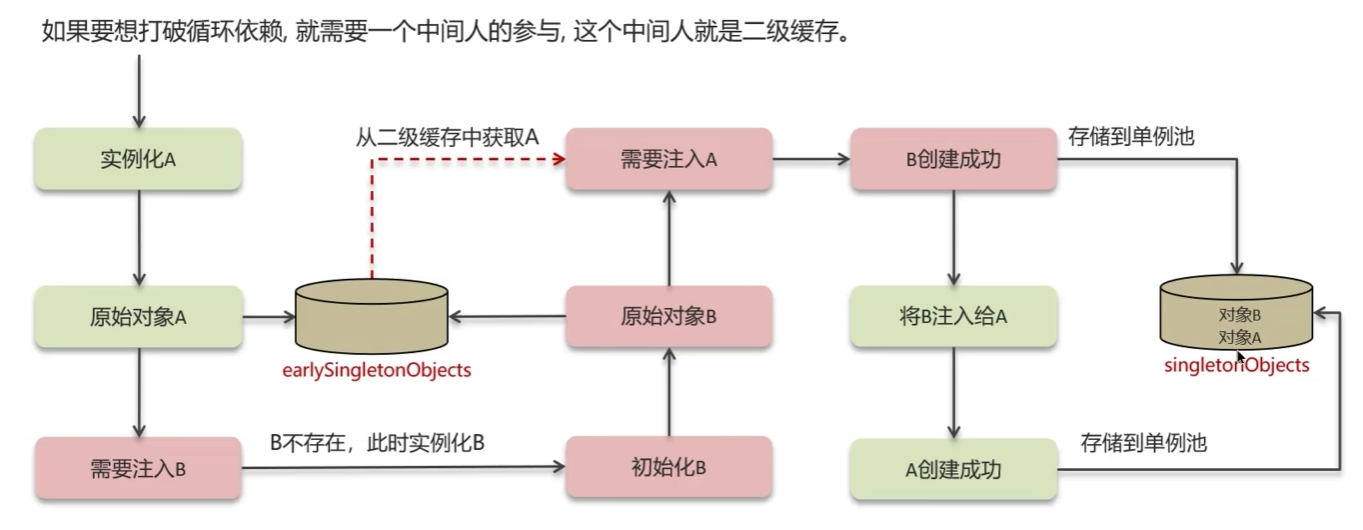 如果要想打破循环依赖, 就需要一个中间人的参与, 这个中间人就是二级缓存。
实例化A
从二级缓存中获取A
需要注入A
B创建成功
存储到单例池
原始对象A
earlySingletonObjects
原始对象B
将B注入给A
对象B
对象A
singletonObjects
需要注入B
B不存在，此时实例化B
初始化B
A创建成功
存储到单例池